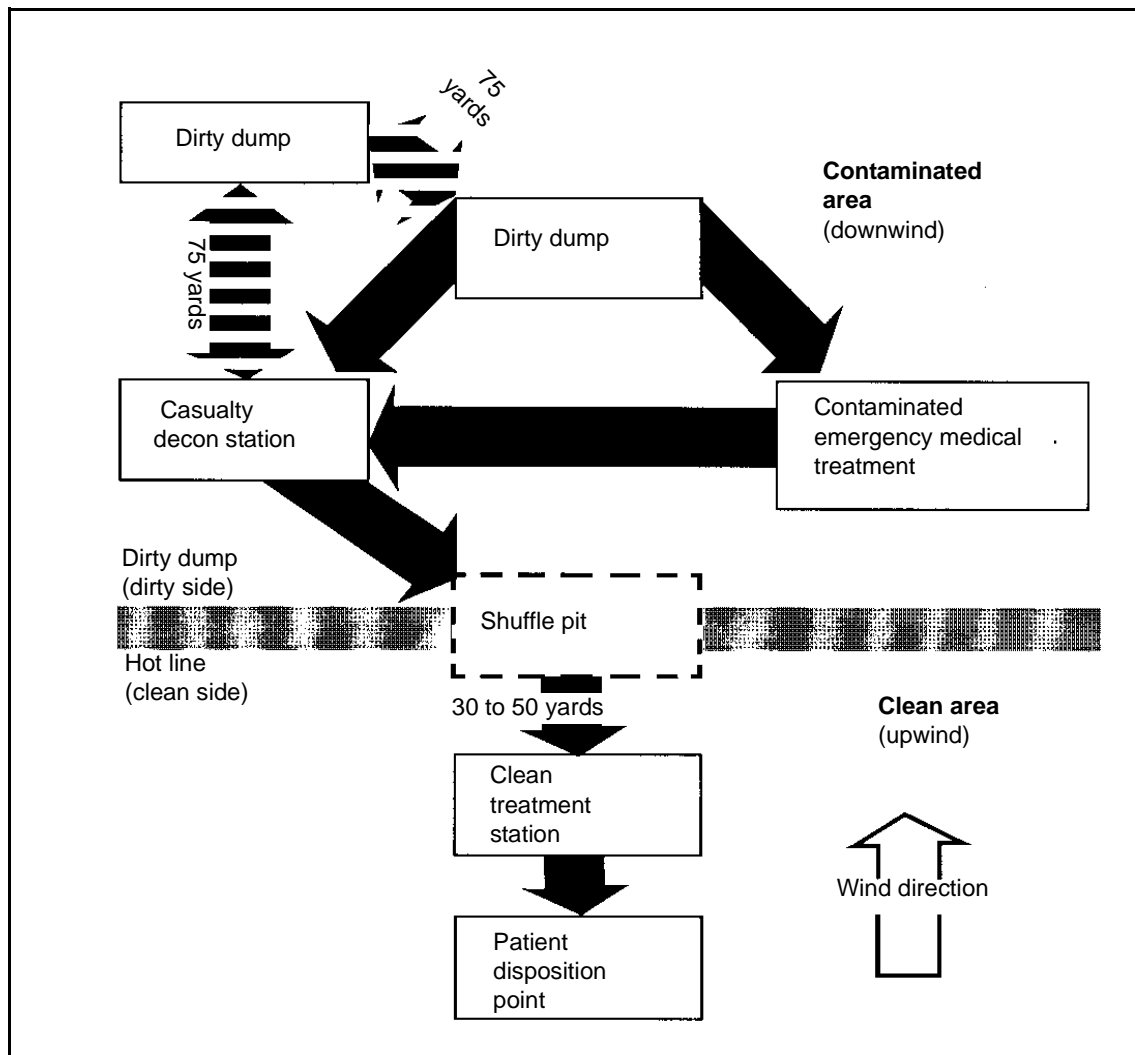 75
yards
Dirty dump
Contaminated
area
(downwind)
Dirty dump
75 yards
Casualty
decon station
Contaminated
emergency medical
treatment
Dirty dump
(dirty side)
Shuffle pit
Hot line
(clean side)
30 to 50 yards
Clean area
(upwind)
Clean
treatment
station
Wind direction
Patient
disposition
point